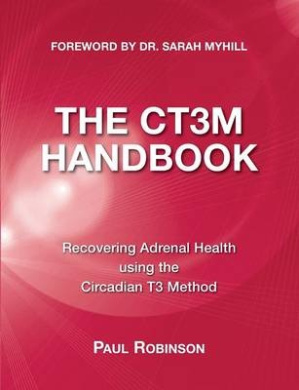 FOREWORD BY DR. SARAH MYHILL
THE CT3M
HANDBOOK
Recovering Adrenal Health
using the
Circadian T3 Method
PAUL ROBINSON